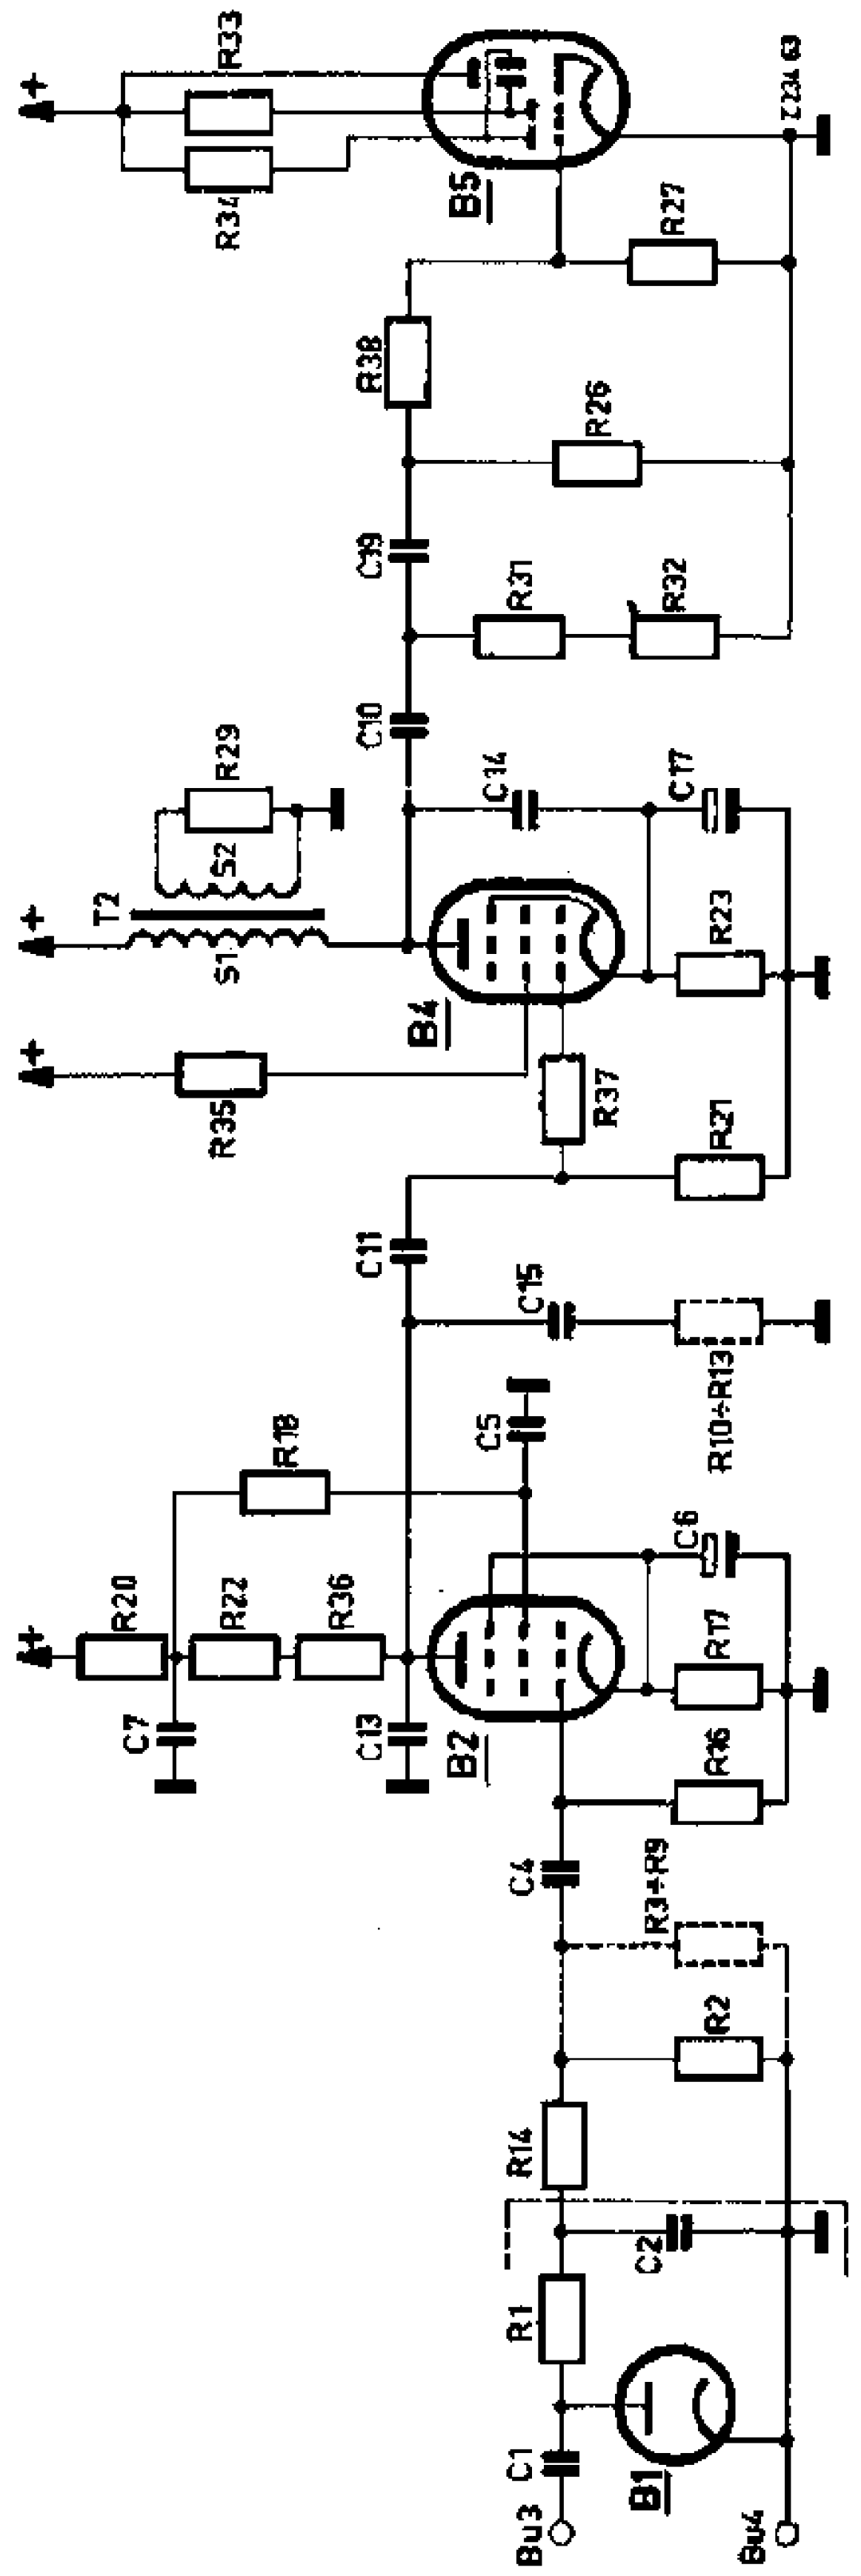 Bu3
Bu4
C1
B1
R1
C2
R14
R2
R3÷R9
C4
R16
R17
C6
B2
C13
C7
R20
R22
R36
R18
C5
R10÷R13
C15
C11
R21
R37
R35
B4
R23
C17
C14
T2
S1
S2
R29
C10
R31
R32
C19
R26
R38
R27
B5
R34
R33
+
+
+
+